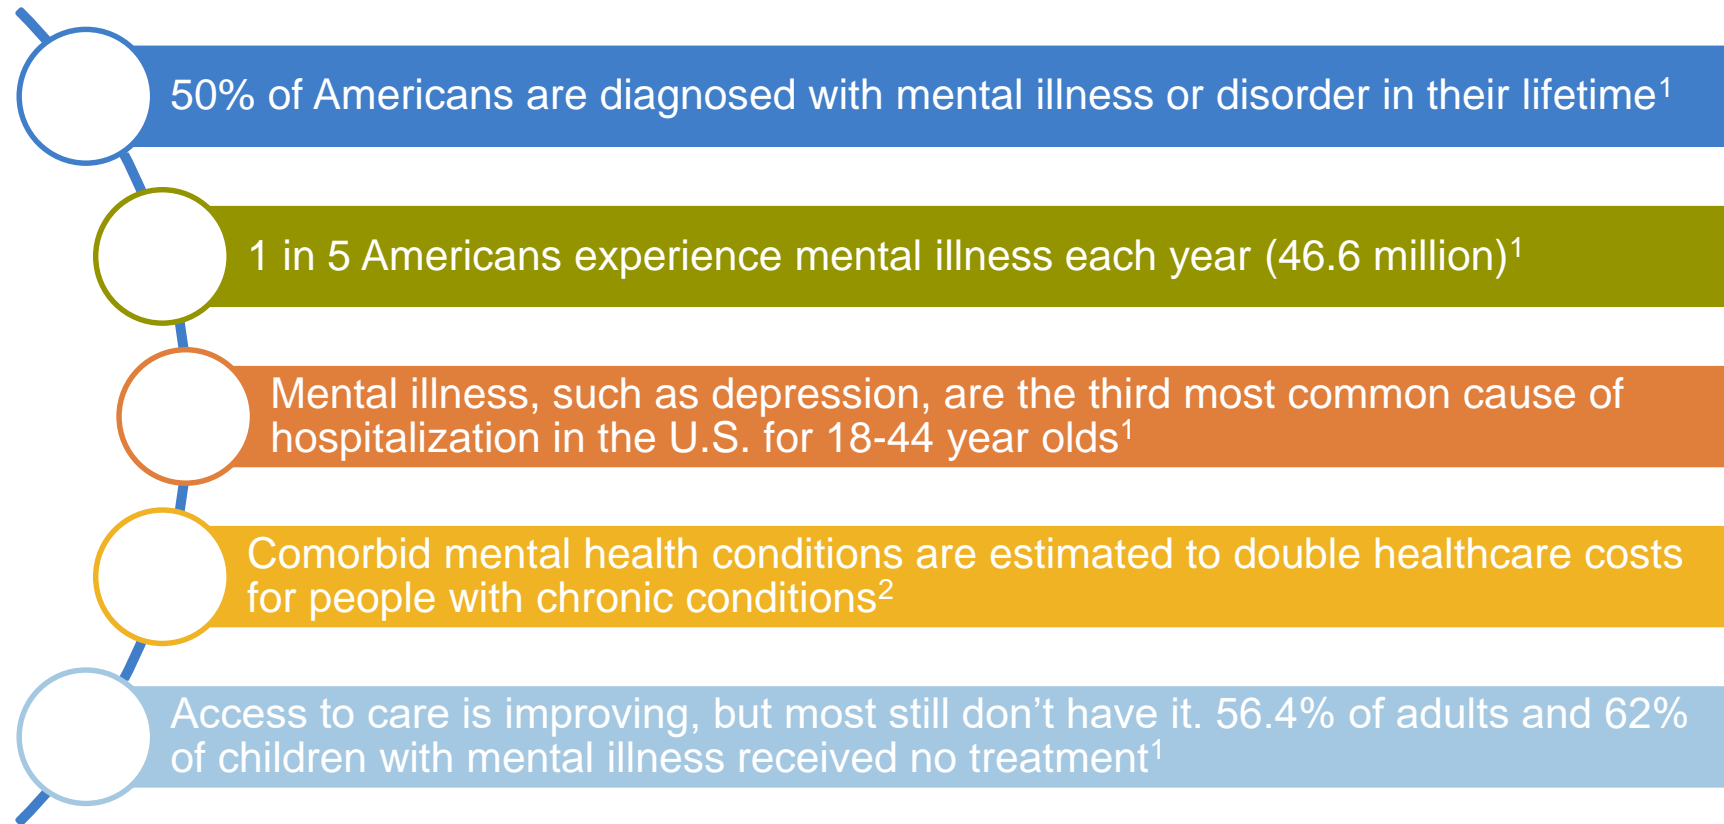 50% of Americans are diagnosed with mental illness or disorder in their lifetime¹
1 in 5 Americans experience mental illness each year (46.6 million)¹
Mental illness, such as depression, are the third most common cause of
hospitalization in the U.S. for 18-44 year olds¹
Comorbid mental health conditions are estimated to double healthcare costs
for people with chronic conditions²
Access to care is improving, but most still don’t have it. 56.4% of adults and 62%
of children with mental illness received no treatment¹